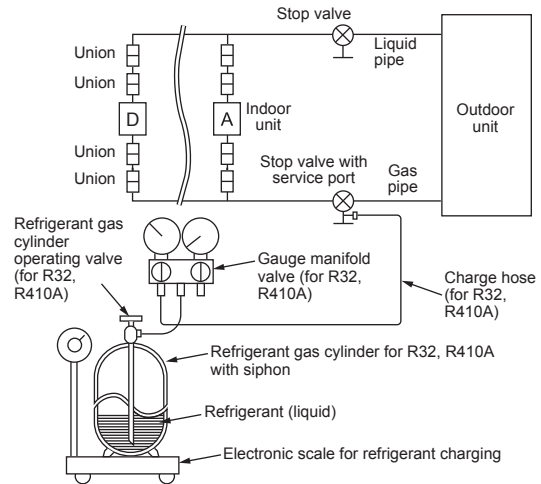 Stop valve
Liquid
pipe
Union
Union
D
A
Indoor
unit
Outdoor
unit
Union
Union
Stop valve with
service port
Gas
pipe
Refrigerant gas
cylinder
operating valve
(for R32,
R410A)
Gauge manifold
valve (for R32,
R410A)
Charge hose
(for R32,
R410A)
Refrigerant gas cylinder for R32, R410A
with siphon
Refrigerant (liquid)
Electronic scale for refrigerant charging